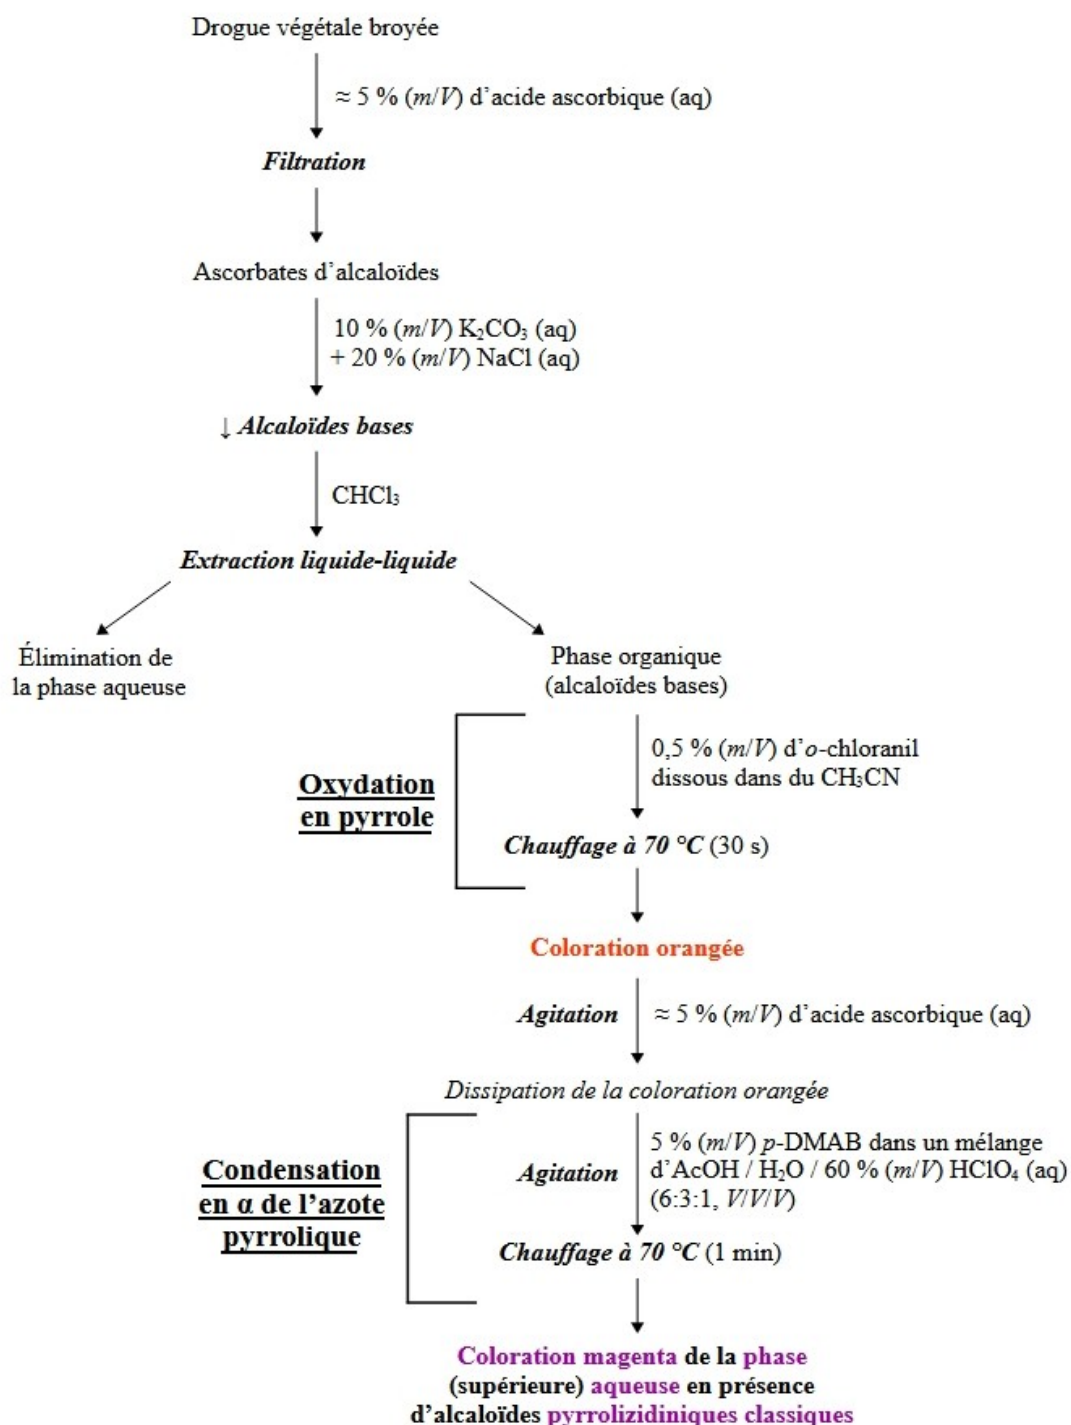 Drogue végétale broyée
≈ 5 % (m/V) d’acide ascorbique (aq)
Filtration
Ascorbates d’alcaloïdes
10 % (m/V) K₂CO₃ (aq)
+ 20 % (m/V) NaCl (aq)
↓ Alcaloïdes bases
CHCl₃
Extraction liquide-liquide
Élimination de
la phase aqueuse
Phase organique
(alcaloïdes bases)
0,5 % (m/V) d’o-chloranil
dissous dans du CH₃CN
Oxydation
en pyrrole
Chauffage à 70 °C (30 s)
Coloration orangée
Agitation
≈ 5 % (m/V) d’acide ascorbique (aq)
Dissipation de la coloration orangée
5 % (m/V) p-DMAB dans un mélange
d’AcOH / H₂O / 60 % (m/V) HClO₄ (aq)
(6:3:1, V/V/V)
Agitation
Condensation
en α de l’azote
pyrrolique
Chauffage à 70 °C (1 min)
Coloration magenta de la phase
(supérieure) aqueuse en présence
d’alcaloïdes pyrrolizidiniques classiques